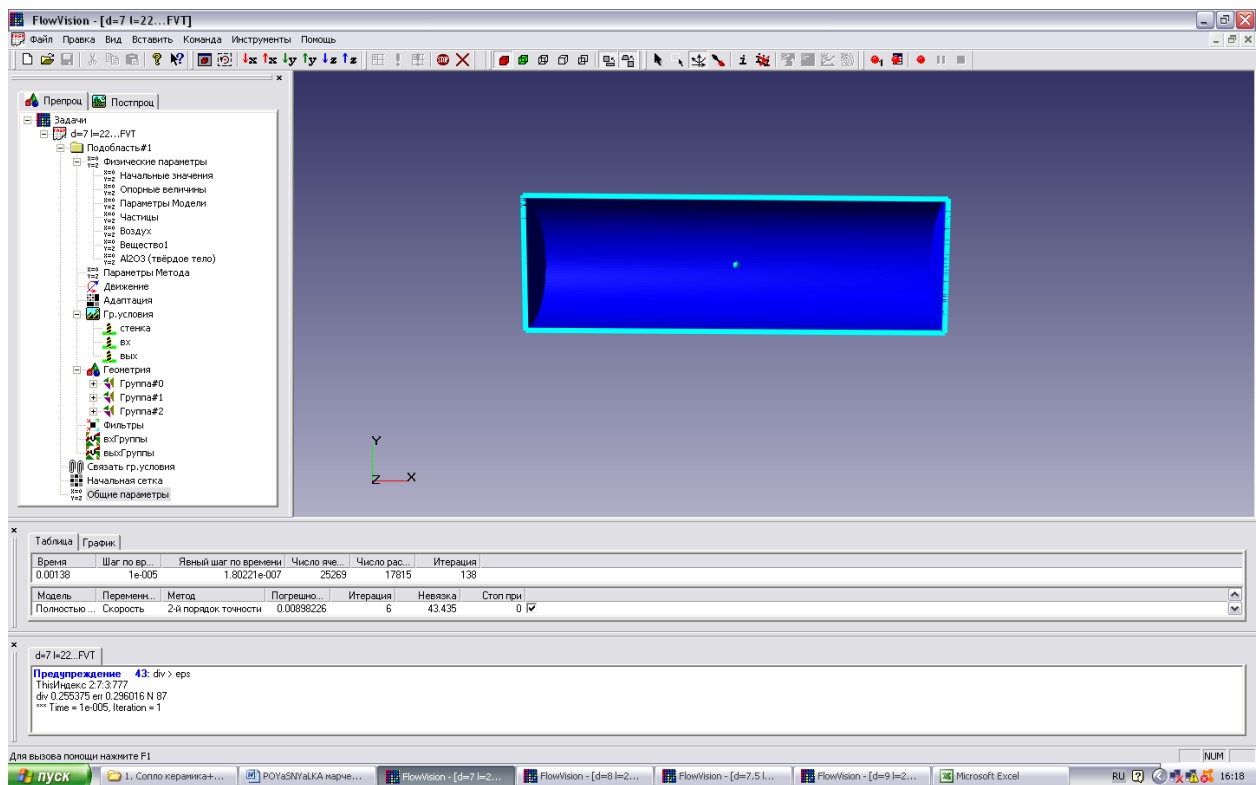 FlowVision - [d=7 l=22...FVT]
Файл Правка Вид Вставить Команда Инструменты Помощь
Препроц Постпроц
Задачи
d=7 l=22...FVT
Подобласть#1
Физические параметры
Начальные значения
Опорные величины
Параметры Модели
Частицы
Воздух
Вещество1
Al2O3 (твёрдое тело)
Параметры Метода
Движение
Адаптация
Гр.условия
стенка
вх
вых
Геометрия
Группа#0
Группа#1
Группа#2
Фильтры
вхГруппы
выхГруппы
Связать гр.условия
Начальная сетка
Общие параметры
Y
Z X
Таблица График
Время Шаг по вр... Явный шаг по времени Число яче... Число рас... Итерация
0.00138 1e-005 1.80221e-007 25269 17815 138
Модель Переменн... Метод Погрешно... Итерация Невязка Стоп при
Полностью ... Скорость 2-й порядок точности 0.00898226 6 43.435 0
d=7 l=22...FVT
Предупреждение 43: div > eps
ThisИндекс 2:7:3:777
div 0.255375 err 0.296016 N 87
*** Time = 1e-005, Iteration = 1
Для вызова помощи нажмите F1 NUM
пуск 1. Сопло керамика+... POYaSNYaLKA марче... FlowVision - [d=7 l=2... FlowVision - [d=8 l=2... FlowVision - [d=7.5 l... FlowVision - [d=9 l=2... Microsoft Excel RU 16:18